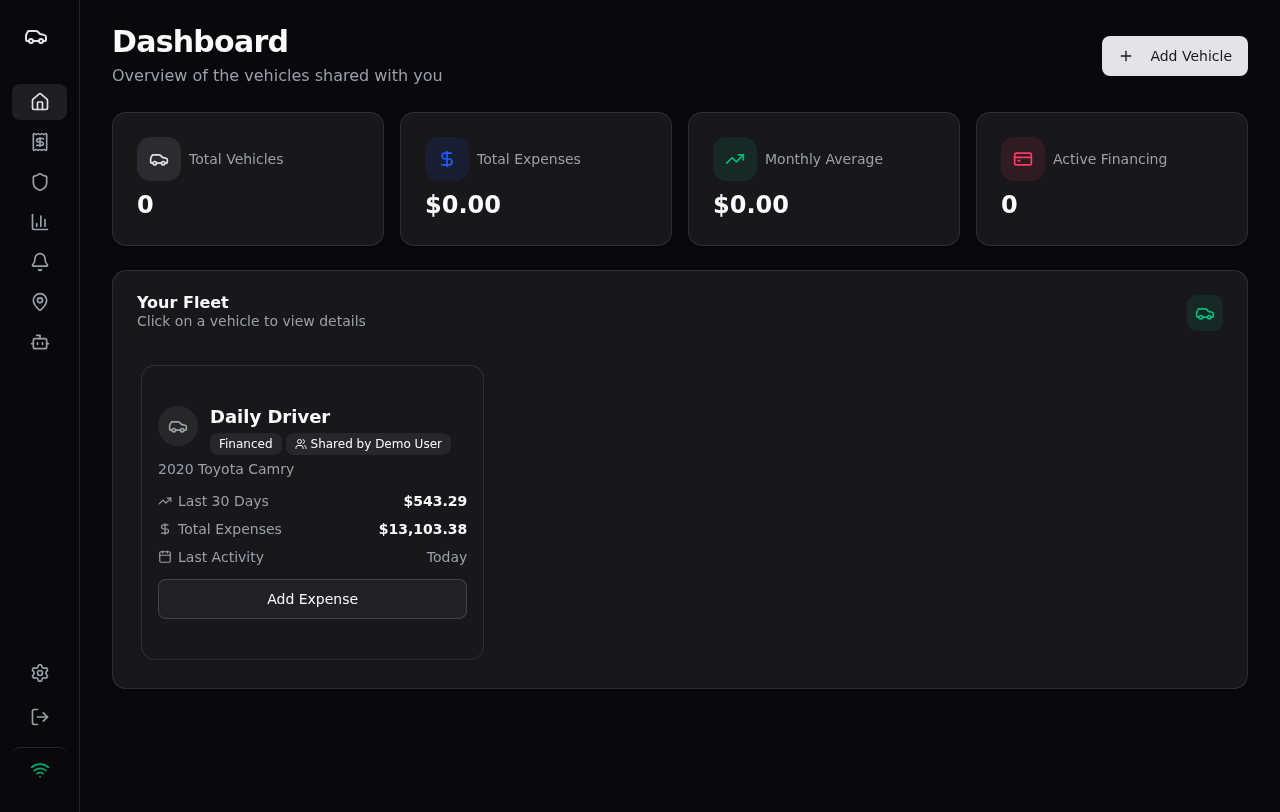 Dashboard
Overview of the vehicles shared with you
Add Vehicle
Total Vehicles
0
Total Expenses
$0.00
Monthly Average
$0.00
Active Financing
0
Your Fleet
Click on a vehicle to view details
Daily Driver
Financed
Shared by Demo User
2020 Toyota Camry
Last 30 Days $543.29
Total Expenses $13,103.38
Last Activity Today
Add Expense